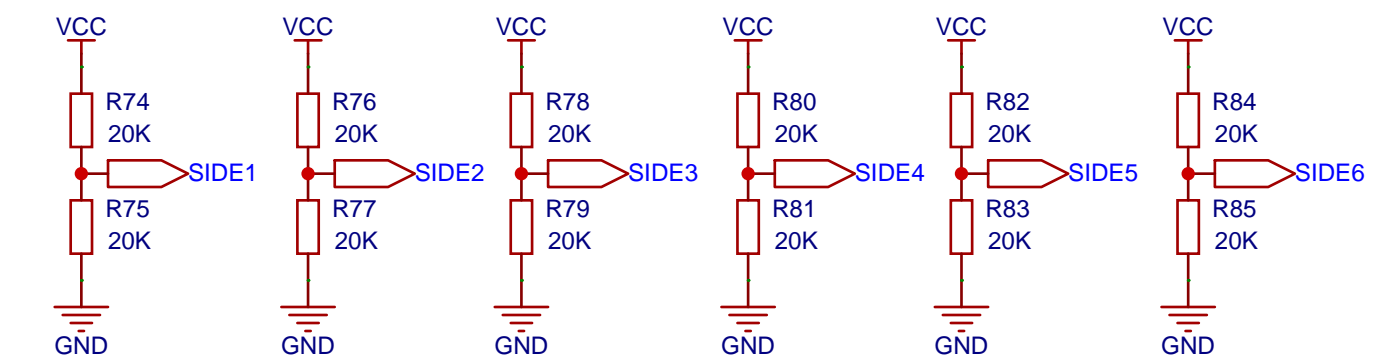 VCC VCC VCC VCC VCC VCC
R74 R76 R78 R80 R82 R84
20K 20K 20K 20K 20K 20K
SIDE1 SIDE2 SIDE3 SIDE4 SIDE5 SIDE6
R75 R77 R79 R81 R83 R85
20K 20K 20K 20K 20K 20K
GND GND GND GND GND GND